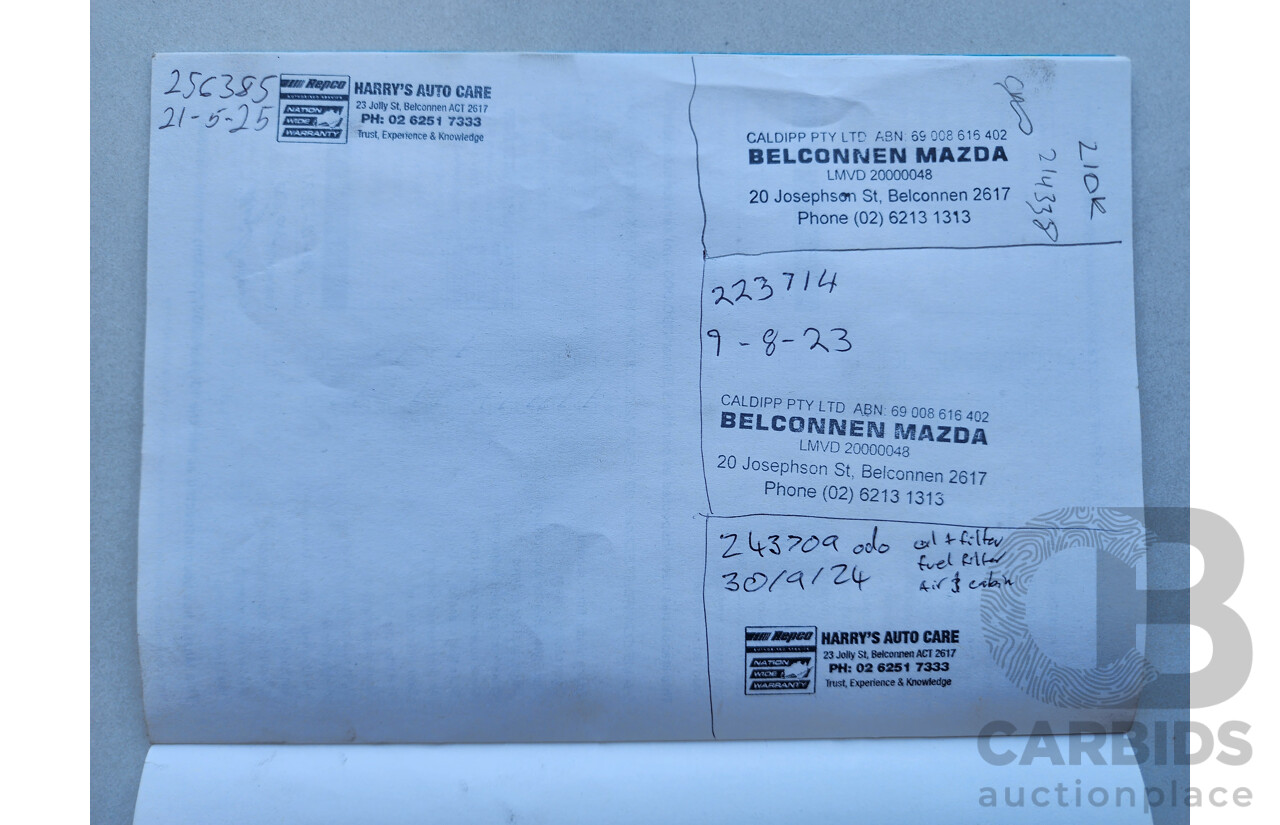 256385
21-5-25
Repco
AUTHORISED SERVICE
NATION
WIDE
WARRANTY
HARRY'S AUTO CARE
23 Jolly St, Belconnen ACT 2617
PH: 02 6251 7333
Trust, Experience & Knowledge
CALDIPP PTY LTD ABN: 69 008 616 402
BELCONNEN MAZDA
LMVD 20000048
20 Josephson St, Belconnen 2617
Phone (02) 6213 1313
214338
210K
223714
9-8-23
CALDIPP PTY LTD ABN: 69 008 616 402
BELCONNEN MAZDA
LMVD 20000048
20 Josephson St, Belconnen 2617
Phone (02) 6213 1313
243709 odo
30/9/24
oil + filter
fuel filter
air & cabin
Repco
AUTHORISED SERVICE
NATION
WIDE
WARRANTY
HARRY'S AUTO CARE
23 Jolly St, Belconnen ACT 2617
PH: 02 6251 7333
Trust, Experience & Knowledge
CB
CARBIDS
auctionplace